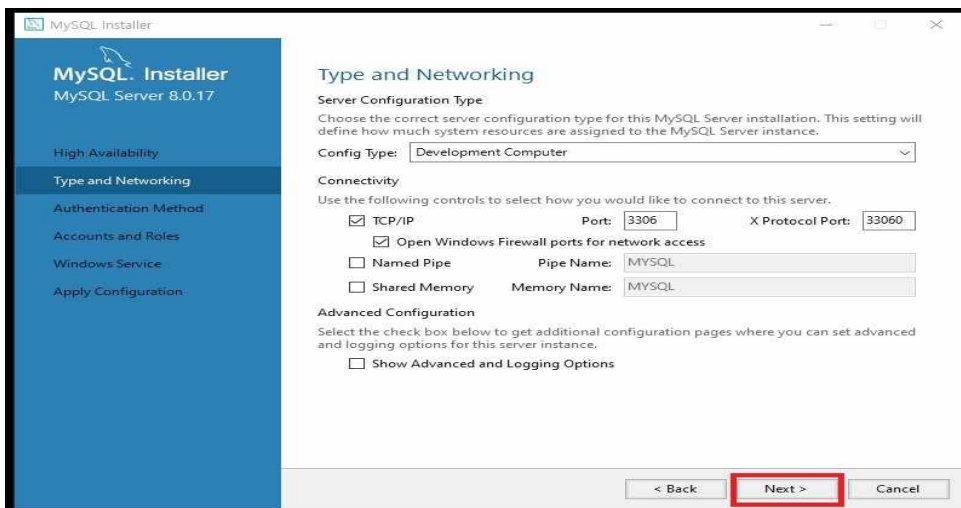 MySQL Installer
MySQL. Installer
MySQL Server 8.0.17
High Availability
Type and Networking
Authentication Method
Accounts and Roles
Windows Service
Apply Configuration
Type and Networking
Server Configuration Type
Choose the correct server configuration type for this MySQL Server installation. This setting will
define how much system resources are assigned to the MySQL Server instance.
Config Type: Development Computer
Connectivity
Use the following controls to select how you would like to connect to this server.
TCP/IP Port: 3306 X Protocol Port: 33060
Open Windows Firewall ports for network access
Named Pipe Pipe Name: MYSQL
Shared Memory Memory Name: MYSQL
Advanced Configuration
Select the check box below to get additional configuration pages where you can set advanced
and logging options for this server instance.
Show Advanced and Logging Options
< Back Next > Cancel